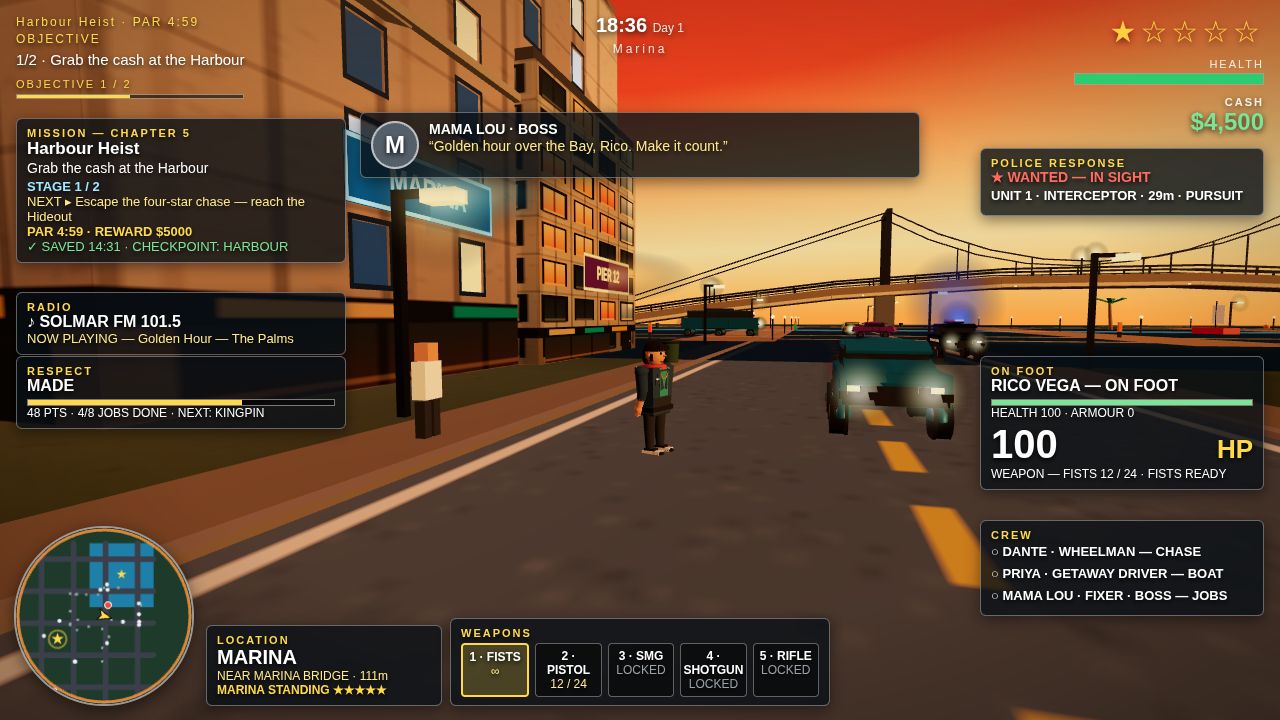 Harbour Heist · PAR 4:59
OBJECTIVE
1/2 · Grab the cash at the Harbour
OBJECTIVE 1 / 2
18:36 Day 1
Marina
★☆☆☆☆
HEALTH
CASH
$4,500
MISSION — CHAPTER 5
Harbour Heist
Grab the cash at the Harbour
STAGE 1 / 2
NEXT ▸ Escape the four-star chase — reach the
Hideout
PAR 4:59 · REWARD $5000
✓ SAVED 14:31 · CHECKPOINT: HARBOUR
M
MAMA LOU · BOSS
“Golden hour over the Bay, Rico. Make it count.”
POLICE RESPONSE
★ WANTED — IN SIGHT
UNIT 1 · INTERCEPTOR · 29m · PURSUIT
MARINA
PIER 12
RADIO
♪ SOLMAR FM 101.5
NOW PLAYING — Golden Hour — The Palms
RESPECT
MADE
48 PTS · 4/8 JOBS DONE · NEXT: KINGPIN
ON FOOT
RICO VEGA — ON FOOT
HEALTH 100 · ARMOUR 0
100 HP
WEAPON — FISTS 12 / 24 · FISTS READY
CREW
○ DANTE · WHEELMAN — CHASE
○ PRIYA · GETAWAY DRIVER — BOAT
○ MAMA LOU · FIXER · BOSS — JOBS
LOCATION
MARINA
NEAR MARINA BRIDGE · 111m
MARINA STANDING ★★★★★
WEAPONS
1 · FISTS
∞
2 ·
PISTOL
12 / 24
3 · SMG
LOCKED
4 ·
SHOTGUN
LOCKED
5 · RIFLE
LOCKED